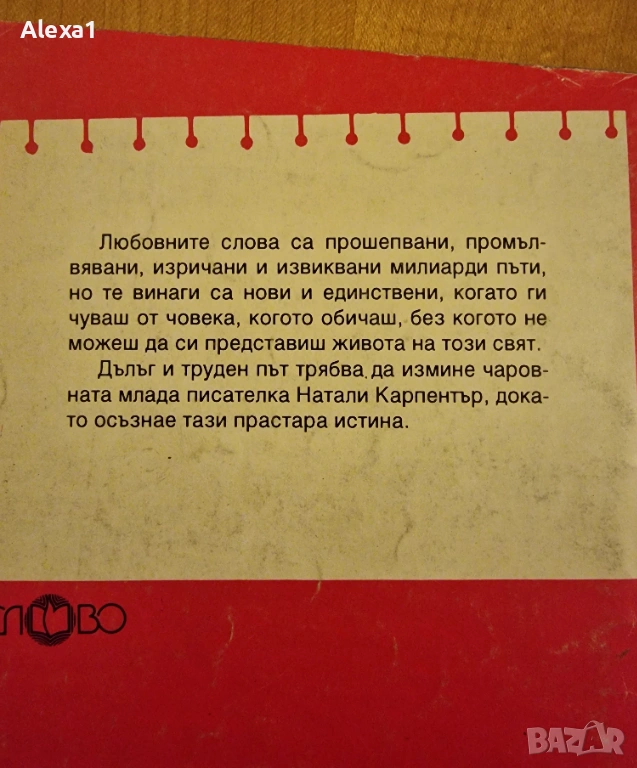 Alexa1
Любовните слова са прошепвани, промъл-
вявани, изричани и извиквани милиарди пъти,
но те винаги са нови и единствени, когато ги
чуваш от човека, когото обичаш, без когото не
можеш да си представиш живота на този свят.
Дълъг и труден път трябва да измине чаров-
ната млада писателка Натали Карпентър, дока-
то осъзнае тази прастара истина.
СЛОВО
BAZAR